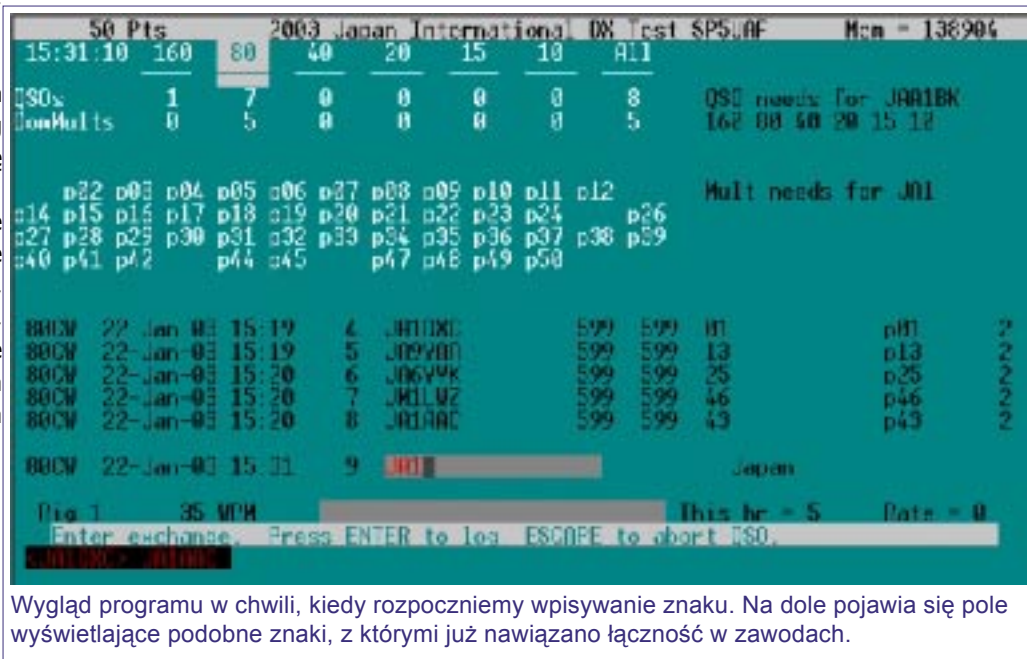 50 Pts 2003 Japan International DX Test SP5UAF Mem = 138904
15:31:10 160 80 40 20 15 10 All
QSOs 1 7 0 0 0 0 8 QSO needs for JAA1BK
DomMults 0 5 0 0 0 0 5 160 80 40 20 15 10
p02 p03 p04 p05 p06 p07 p08 p09 p10 p11 p12 Mult needs for JA1
p14 p15 p16 p17 p18 p19 p20 p21 p22 p23 p24 p26
p27 p28 p29 p30 p31 p32 p33 p34 p35 p36 p37 p38 p39
p40 p41 p42 p44 p45 p47 p48 p49 p50
80CW 22-Jan-03 15:19 4 599 599 01 p01 2
80CW 22-Jan-03 15:19 5 599 599 13 p13 2
80CW 22-Jan-03 15:20 6 599 599 25 p25 2
80CW 22-Jan-03 15:20 7 599 599 46 p46 2
80CW 22-Jan-03 15:20 8 599 599 43 p43 2
80CW 22-Jan-03 15:31 9 JA1 Japan
Rig 1 35 WPM This hr = 5 Rate = 0
Enter exchange. Press ENTER to log ESCAPE to abort QSO.
Wygląd programu w chwili, kiedy rozpoczniemy wpisywanie znaku. Na dole pojawia się pole
wyświetlające podobne znaki, z którymi już nawiązano łączność w zawodach.